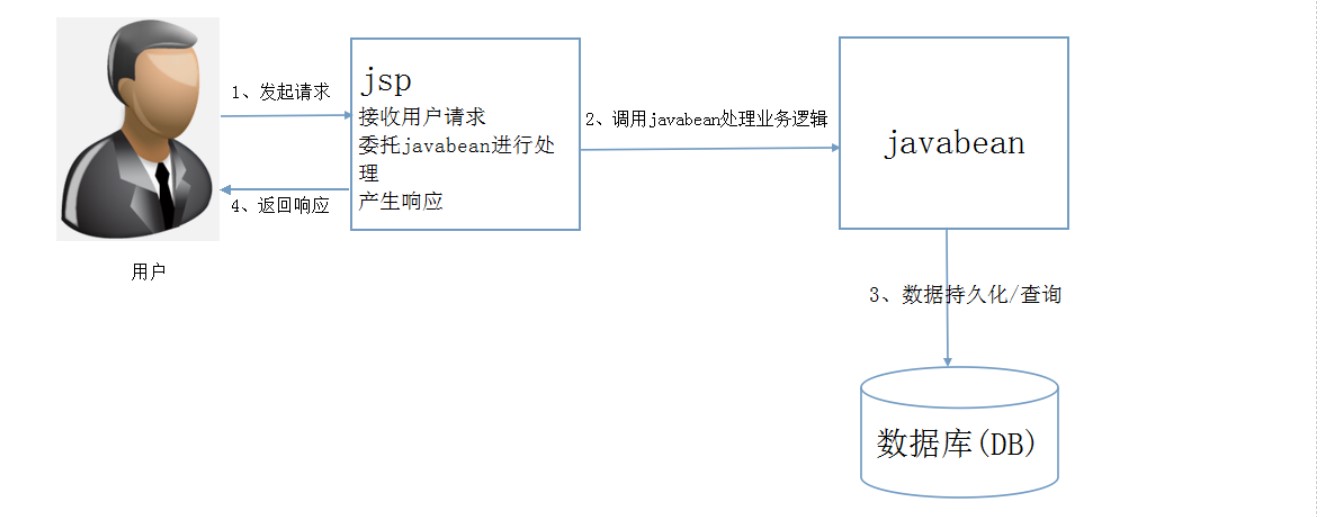 1、发起请求
jsp
接收用户请求
委托javabean进行处
理
产生响应
2、调用javabean处理业务逻辑
javabean
4、返回响应
用户
3、数据持久化/查询
数据库(DB)